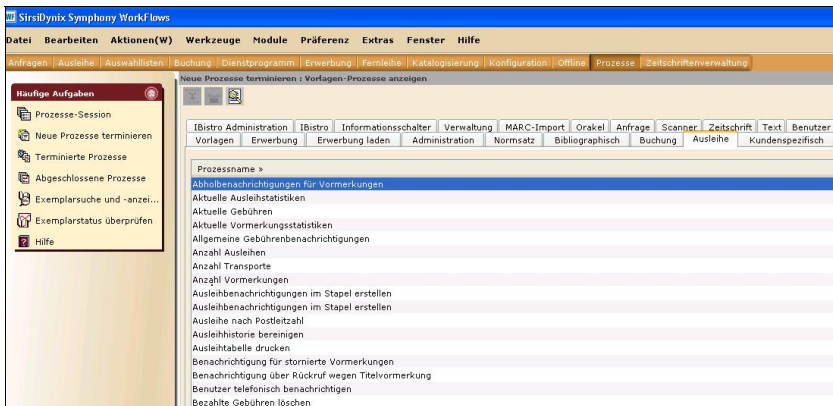 SirsiDynix Symphony WorkFlows
Datei Bearbeiten Aktionen(W) Werkzeuge Module Präferenz Extras Fenster Hilfe
Anfragen Ausleihe Auswahllisten Buchung Dienstprogramm Erwerbung Fernleihe Katalogisierung Konfiguration Offline Prozesse Zeitschriftenverwaltung
Neue Prozesse terminieren : Vorlagen-Prozesse anzeigen
Häufige Aufgaben
Prozesse-Session
Neue Prozesse terminieren
Terminierte Prozesse
Abgeschlossene Prozesse
Exemplarsuche und -anzei...
Exemplarstatus überprüfen
Hilfe
IBistro Administration IBistro Informationsschalter Verwaltung MARC-Import Orakel Anfrage Scanner Zeitschrift Text Benutzer
Vorlagen Erwerbung Erwerbung laden Administration Normsatz Bibliographisch Buchung Ausleihe Kundenspezifisch
Prozessname »
Abholbenachrichtigungen für Vormerkungen
Aktuelle Ausleihstatistiken
Aktuelle Gebühren
Aktuelle Vormerkungsstatistiken
Allgemeine Gebührenbenachrichtigungen
Anzahl Ausleihen
Anzahl Transporte
Anzahl Vormerkungen
Ausleihbenachrichtigungen im Stapel erstellen
Ausleihbenachrichtigungen im Stapel erstellen
Ausleihe nach Postleitzahl
Ausleihhistorie bereinigen
Ausleihtabelle drucken
Benachrichtigung für stornierte Vormerkungen
Benachrichtigung über Rückruf wegen Titelvormerkung
Benutzer telefonisch benachrichtigen
Bezahlte Gebühren löschen